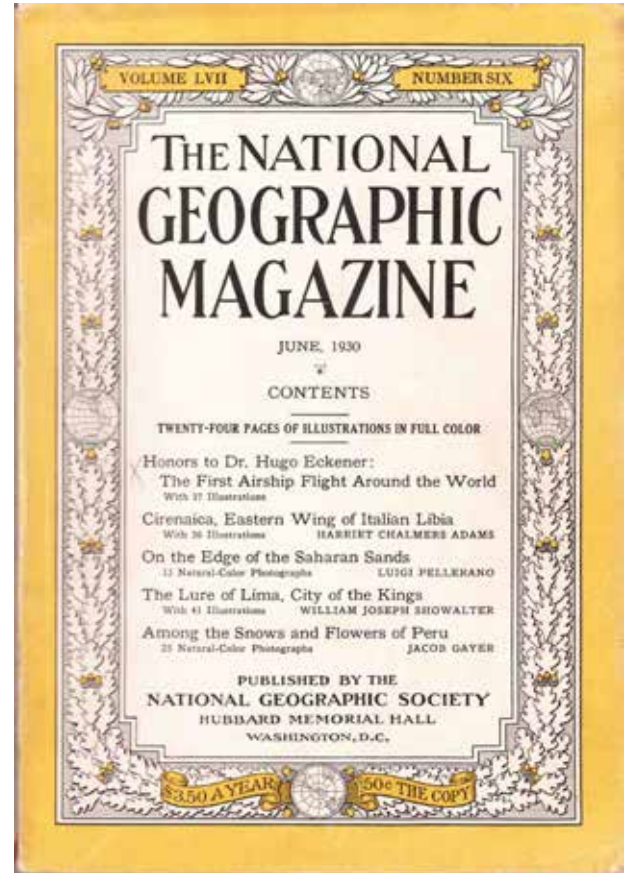 VOLUME LVII
NUMBER SIX
THE NATIONAL
GEOGRAPHIC
MAGAZINE
JUNE, 1930
CONTENTS
TWENTY-FOUR PAGES OF ILLUSTRATIONS IN FULL COLOR
Honors to Dr. Hugo Eckener:
The First Airship Flight Around the World
With 37 Illustrations
Cirenaica, Eastern Wing of Italian Libia
With 36 Illustrations HARRIET CHALMERS ADAMS
On the Edge of the Saharan Sands
13 Natural-Color Photographs LUIGI PELLERANO
The Lure of Lima, City of the Kings
With 41 Illustrations WILLIAM JOSEPH SHOWALTER
Among the Snows and Flowers of Peru
25 Natural-Color Photographs JACOB GAYER
PUBLISHED BY THE
NATIONAL GEOGRAPHIC SOCIETY
HUBBARD MEMORIAL HALL
WASHINGTON, D.C.
$3.50 A YEAR
50¢ THE COPY